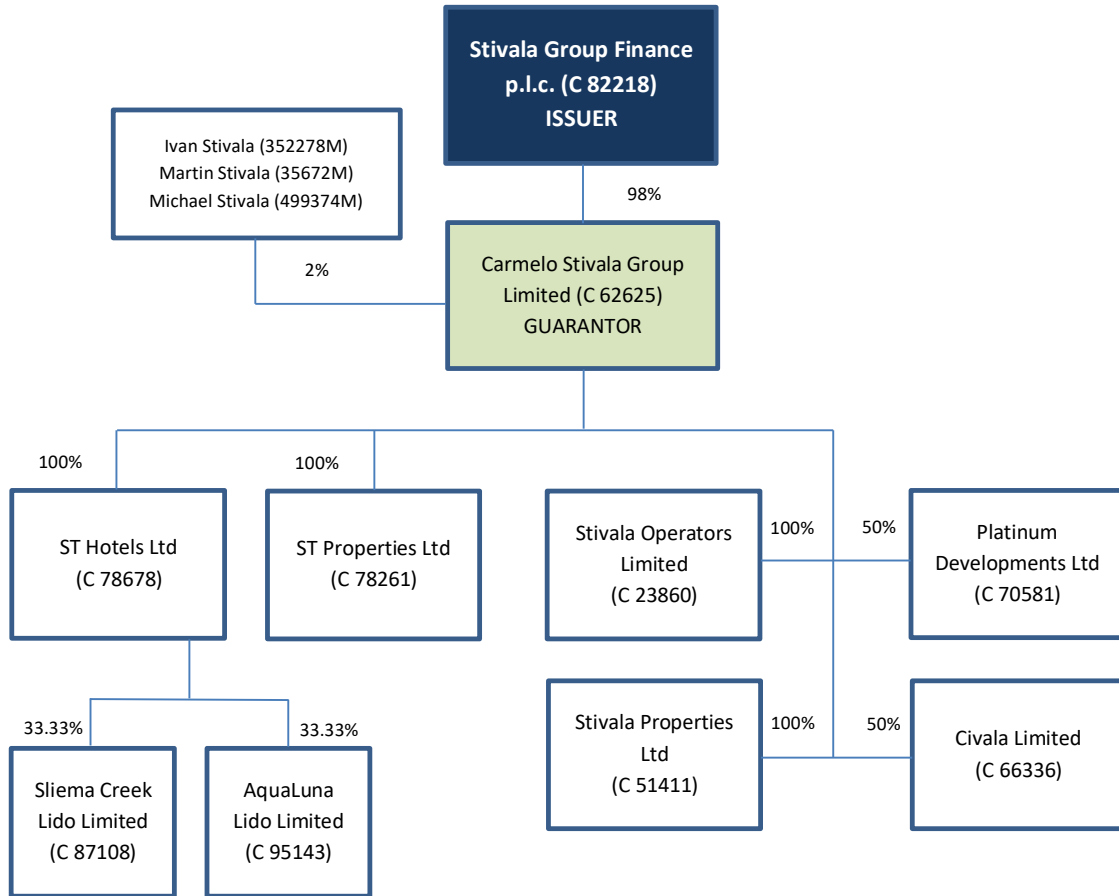 Stivala Group Finance
p.l.c. (C 82218)
ISSUER
Ivan Stivala (352278M)
Martin Stivala (35672M)
Michael Stivala (499374M)
98%
2%
Carmelo Stivala Group
Limited (C 62625)
GUARANTOR
100%
100%
ST Hotels Ltd
(C 78678)
ST Properties Ltd
(C 78261)
Stivala Operators
Limited
(C 23860)
100%
50%
Platinum
Developments Ltd
(C 70581)
33.33%
33.33%
Sliema Creek
Lido Limited
(C 87108)
AquaLuna
Lido Limited
(C 95143)
Stivala Properties
Ltd
(C 51411)
100%
50%
Civala Limited
(C 66336)